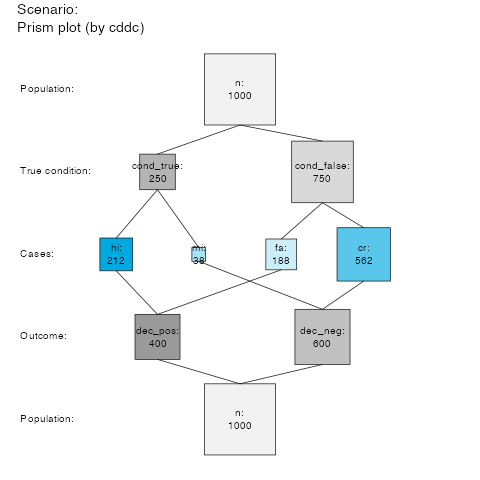 Scenario:
Prism plot (by cddc)
Population:
n:
1000
True condition:
cond_true:
250
cond_false:
750
Cases:
hi:
212
mi:
38
fa:
188
cr:
562
Outcome:
dec_pos:
400
dec_neg:
600
Population:
n:
1000